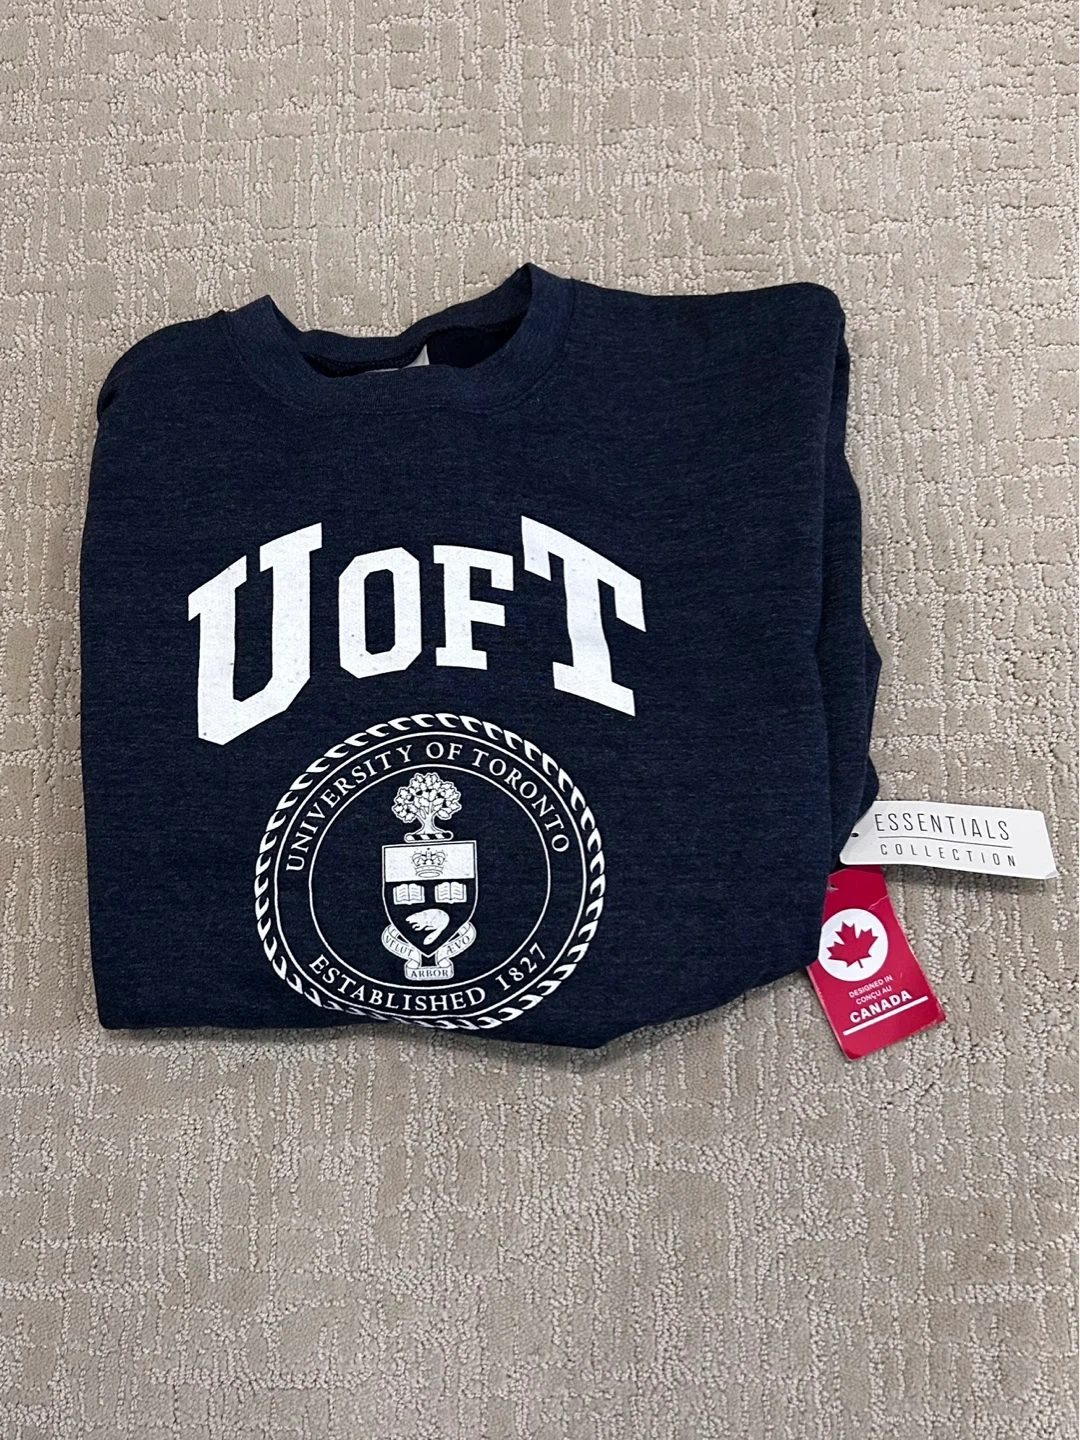 UOFT
UNIVERSITY OF TORONTO
VELUT ÆVO
ARBOR
ESTABLISHED 1827
ESSENTIALS
COLLECTION
DESIGNED IN
CONÇU AU
CANADA